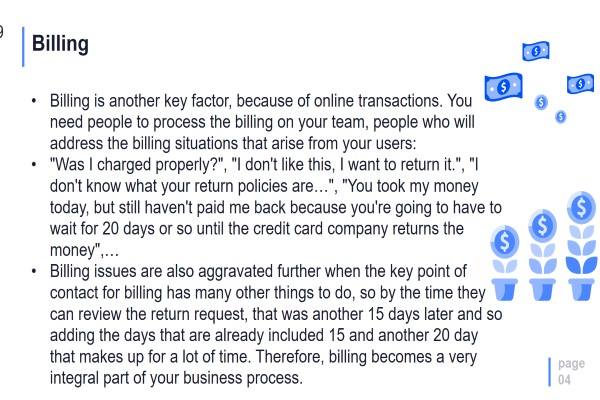 9
Billing
• Billing is another key factor, because of online transactions. You
need people to process the billing on your team, people who will
address the billing situations that arise from your users:
• "Was I charged properly?", "I don't like this, I want to return it.", "I
don't know what your return policies are…", "You took my money
today, but still haven't paid me back because you're going to have to
wait for 20 days or so until the credit card company returns the
money",…
• Billing issues are also aggravated further when the key point of
contact for billing has many other things to do, so by the time they
can review the return request, that was another 15 days later and so
adding the days that are already included 15 and another 20 day
that makes up for a lot of time. Therefore, billing becomes a very
integral part of your business process.
page
04